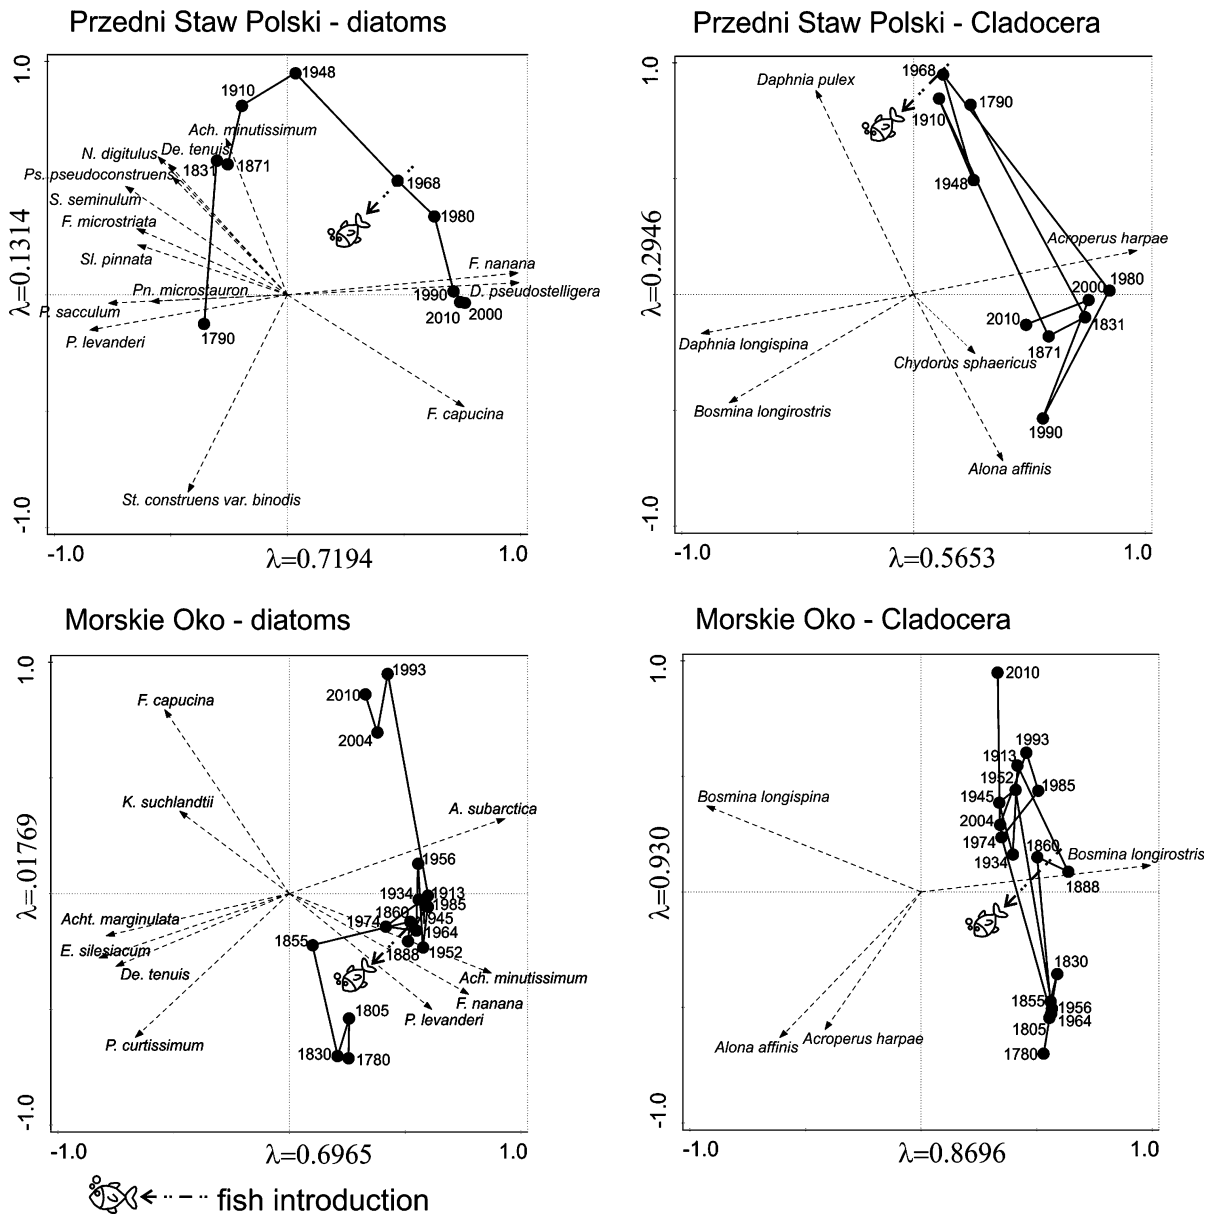 Przedni Staw Polski - diatoms
1.0
1948
1910
Ach. minutissimum
N. digitulus
De. tenuis
1831
1871
Ps. pseudoconstruens
1968
S. seminulum
F. microstriata
1980
Sl. pinnata
F. nanana
Pn. microstauron
1990
D. pseudostelligera
P. sacculum
2010
2000
P. levanderi
1790
F. capucina
St. construens var. binodis
λ=0.1314
-1.0
-1.0
λ=0.7194
1.0
Przedni Staw Polski - Cladocera
1.0
1968
Daphnia pulex
1790
1910
1948
Acroperus harpae
1980
2000
2010
1831
Daphnia longispina
1871
Chydorus sphaericus
Bosmina longirostris
1990
Alona affinis
λ=0.2946
-1.0
-1.0
λ=0.5653
1.0
Morskie Oko - diatoms
1.0
1993
2010
F. capucina
2004
K. suchlandtii
A. subarctica
1956
1934
1913
1985
Acht. marginulata
1860
1945
1974
1964
1855
E. silesiacum
1888
1952
De. tenuis
Ach. minutissimum
F. nanana
1805
P. levanderi
P. curtissimum
1830
1780
λ=.01769
-1.0
-1.0
λ=0.6965
1.0
Morskie Oko - Cladocera
1.0
2010
1993
1913
1952
1985
Bosmina longispina
1945
2004
1974
1860
1934
Bosmina longirostris
1888
1830
1855
1956
1964
1805
Alona affinis
Acroperus harpae
1780
λ=0.930
-1.0
-1.0
λ=0.8696
1.0
fish introduction